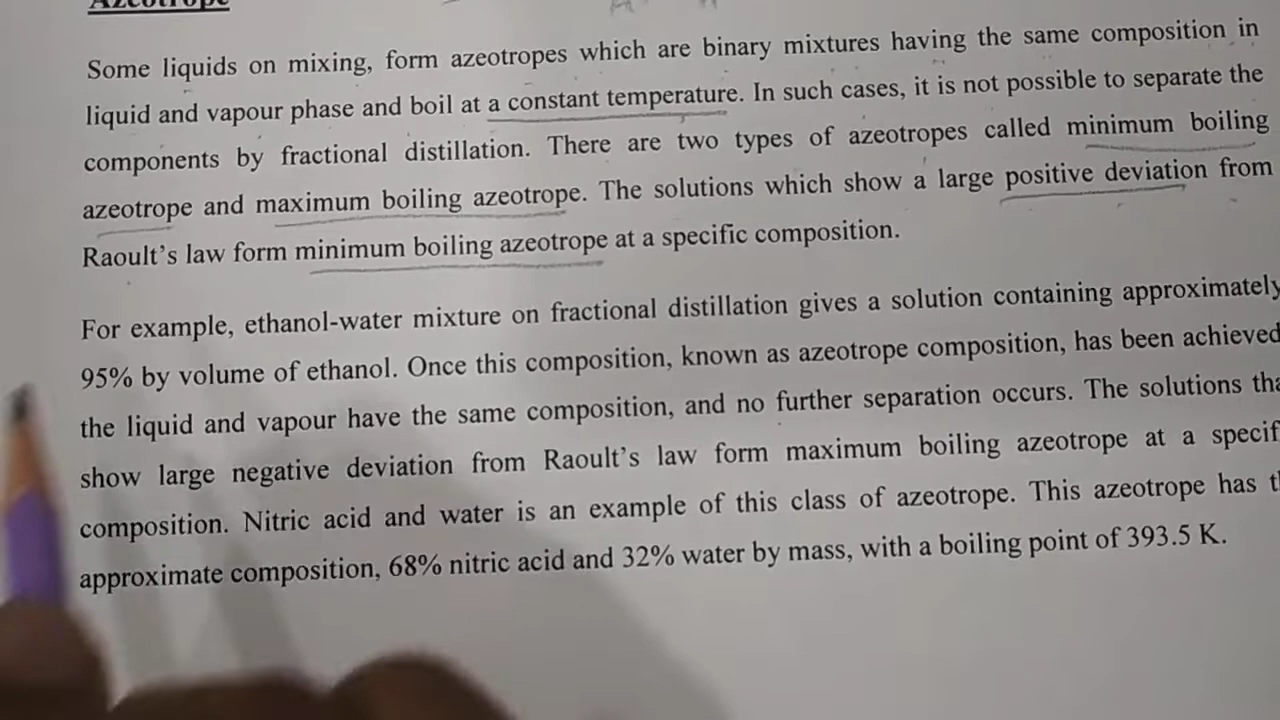 Azeotrope
Some liquids on mixing, form azeotropes which are binary mixtures having the same composition in
liquid and vapour phase and boil at a constant temperature. In such cases, it is not possible to separate the
components by fractional distillation. There are two types of azeotropes called minimum boiling
azeotrope and maximum boiling azeotrope. The solutions which show a large positive deviation from
Raoult's law form minimum boiling azeotrope at a specific composition.
For example, ethanol-water mixture on fractional distillation gives a solution containing approximately
95% by volume of ethanol. Once this composition, known as azeotrope composition, has been achieved
the liquid and vapour have the same composition, and no further separation occurs. The solutions tha
show large negative deviation from Raoult's law form maximum boiling azeotrope at a specif
composition. Nitric acid and water is an example of this class of azeotrope. This azeotrope has t
approximate composition, 68% nitric acid and 32% water by mass, with a boiling point of 393.5 K.